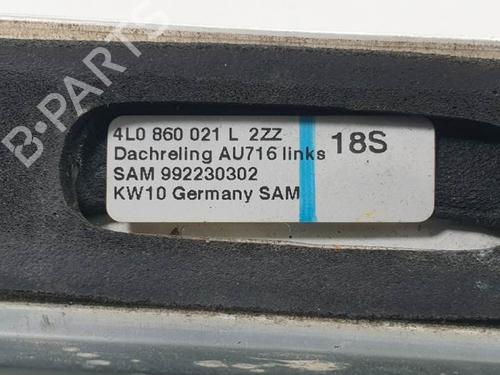 B-PARTS
4L0 860 021 L 2ZZ 18S
Dachreling AU716 links
SAM 992230302
KW10 Germany SAM